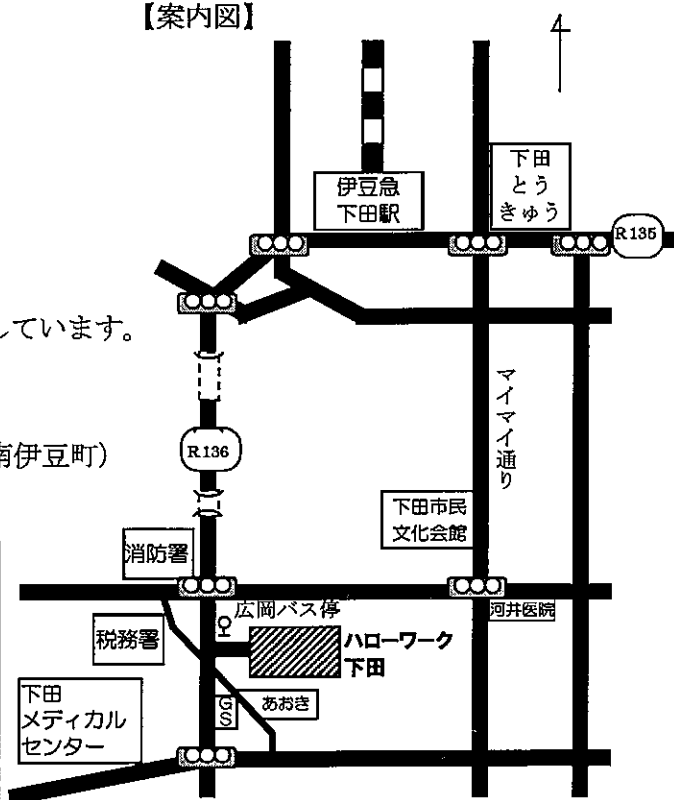 【案内図】
伊豆急
下田駅
下田
とう
きゅう
R135
しています。
マイマイ通り
R136
南伊豆町）
下田市民
文化会館
消防署
広岡バス停
河井医院
税務署
ハローワーク
下田
GS
あおき
下田
メディカル
センター